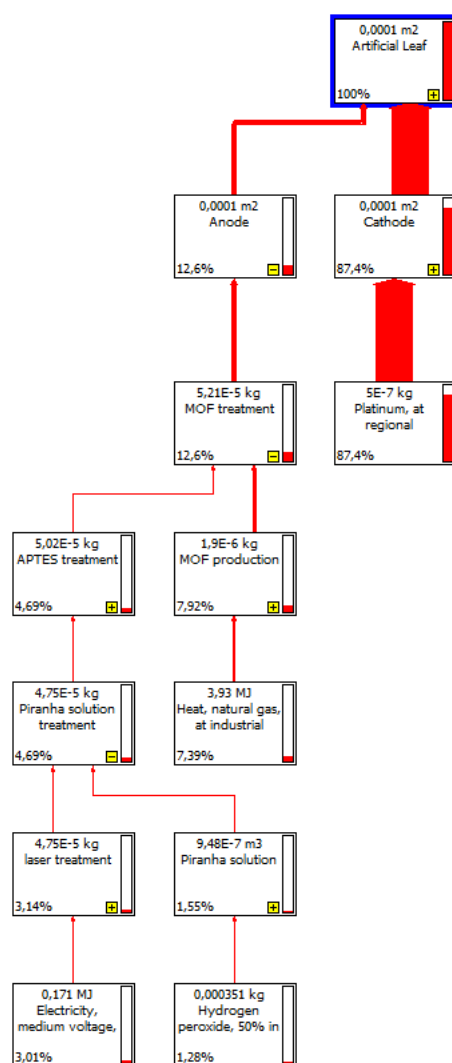 0,0001 m2
Artificial Leaf
100%
+
0,0001 m2
Anode
12,6%
−
0,0001 m2
Cathode
87,4%
+
5,21E-5 kg
MOF treatment
12,6%
−
5E-7 kg
Platinum, at
regional
87,4%
5,02E-5 kg
APTES treatment
4,69%
+
1,9E-6 kg
MOF production
7,92%
+
4,75E-5 kg
Piranha solution
treatment
4,69%
−
3,93 MJ
Heat, natural gas,
at industrial
7,39%
4,75E-5 kg
laser treatment
3,14%
+
9,48E-7 m3
Piranha solution
1,55%
+
0,171 MJ
Electricity,
medium voltage,
3,01%
0,000351 kg
Hydrogen
peroxide, 50% in
1,28%